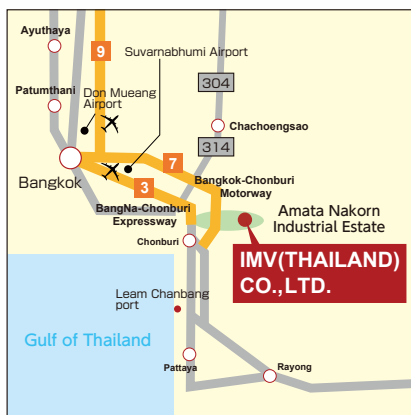 Ayuthaya
9
Suvarnabhumi Airport
Patumthani
Don Mueang
Airport
304
Chachoengsao
314
Bangkok
7
3
Bangkok-Chonburi
Motorway
BangNa-Chonburi
Expressway
Amata Nakorn
Industrial Estate
Chonburi
IMV(THAILAND)
CO.,LTD.
Leam Chanbang
port
Gulf of Thailand
Pattaya
Rayong